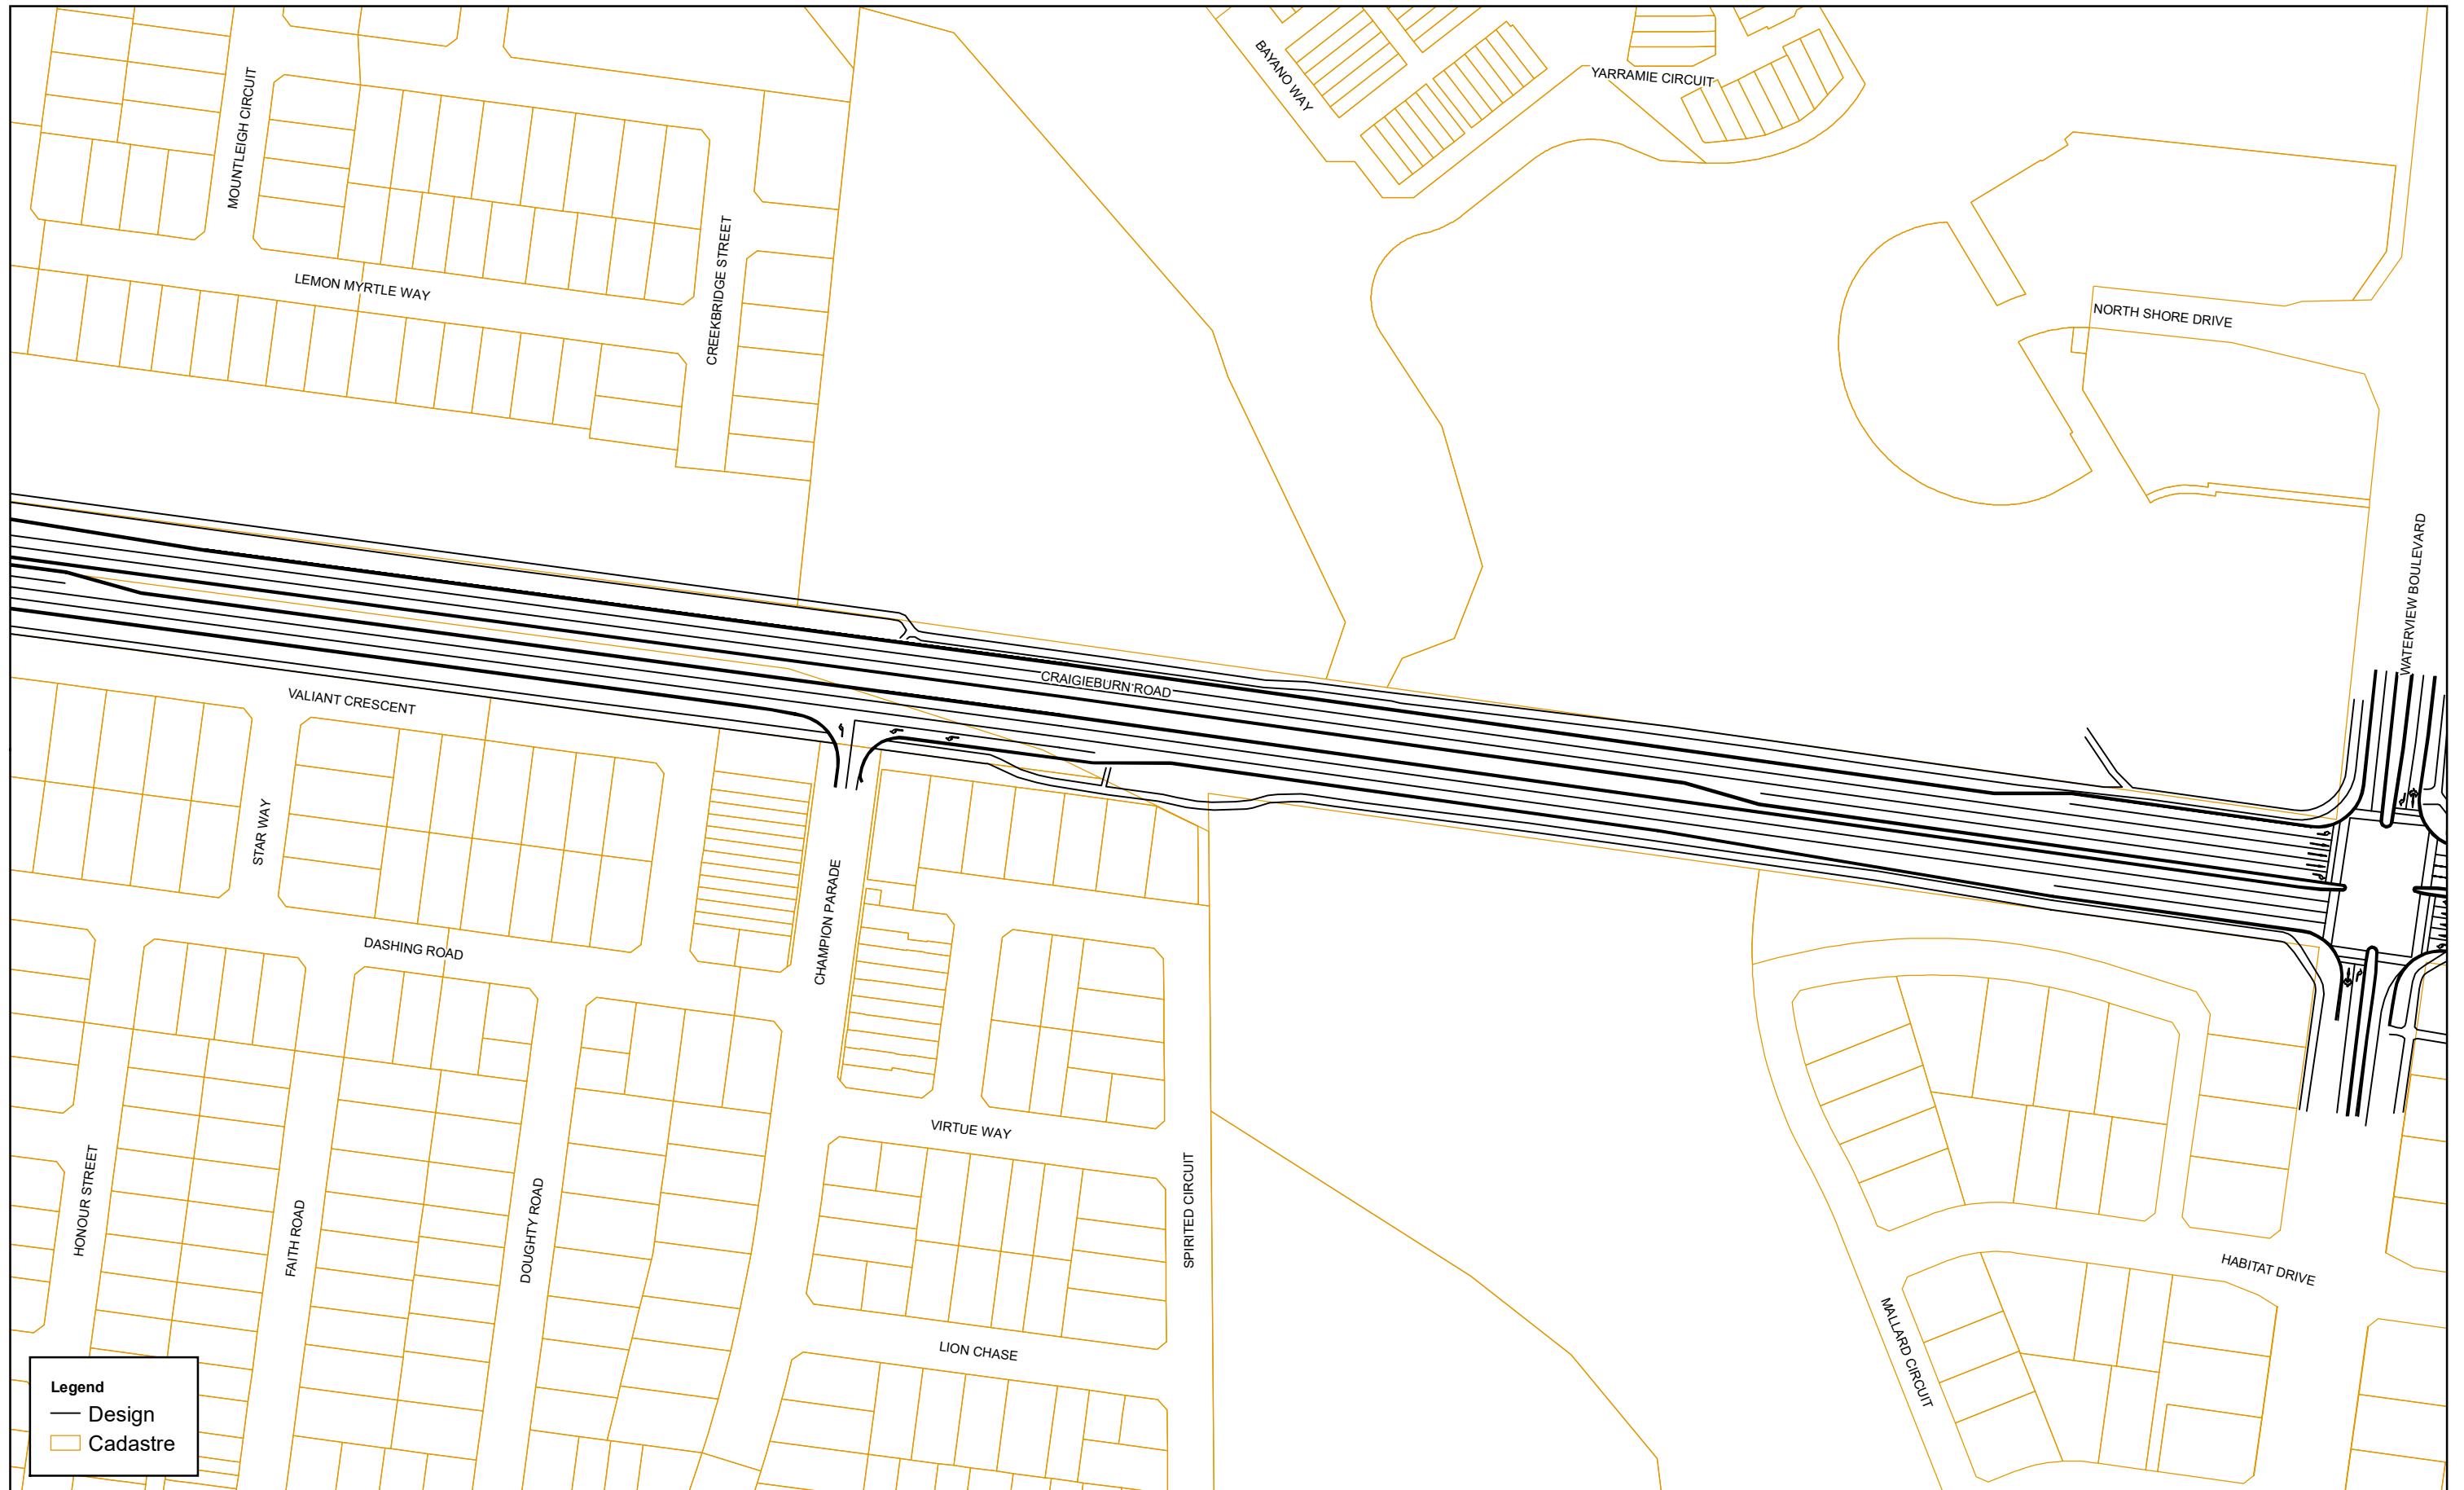 BAYANO WAY
YARRAMIE CIRCUIT
MOUNTLEIGH CIRCUIT
CREEKBRIDGE STREET
LEMON MYRTLE WAY
NORTH SHORE DRIVE
WATERVIEW BOULEVARD
CRAIGIEBURN ROAD
VALIANT CRESCENT
STAR WAY
CHAMPION PARADE
DASHING ROAD
VIRTUE WAY
HONOUR STREET
FAITH ROAD
DOUGHTY ROAD
SPIRITED CIRCUIT
HABITAT DRIVE
MALLARD CIRCUIT
LION CHASE
Legend
Design
Cadastre